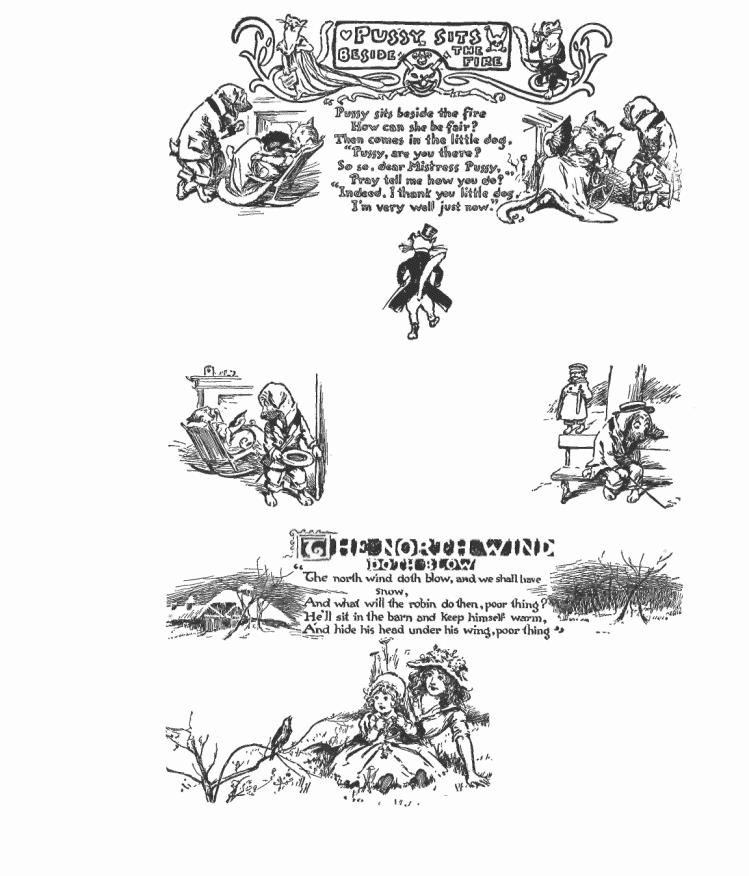 PUSSY SITS
BESIDE THE
FIRE
"Pussy sits beside the fire
How can she be fair?
Then comes in the little dog,
"Pussy, are you there?
So so, dear Mistress Pussy,
Pray tell me how you do?"
"Indeed, I thank you little dog,
I'm very well just now."
THE NORTH WIND
DOTH BLOW
"The north wind doth blow, and we shall have
snow,
And what will the robin do then, poor thing?
He'll sit in the barn and keep himself warm,
And hide his head under his wing, poor thing"